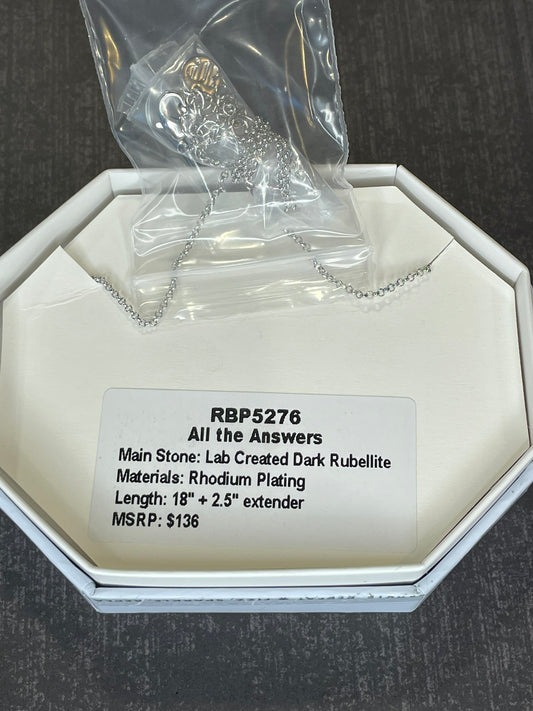 RBP5276
All the Answers
Main Stone: Lab Created Dark Rubellite
Materials: Rhodium Plating
Length: 18" + 2.5" extender
MSRP: $136